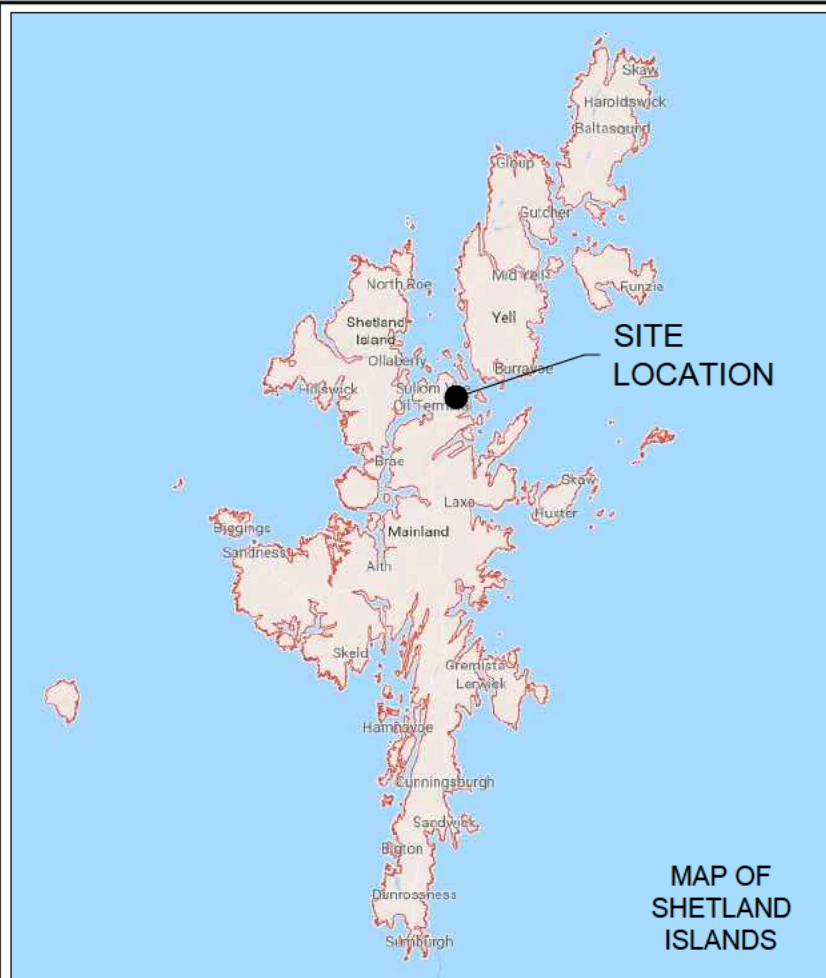 Skaw
Haroldswick
Baltasound
Gloup
Gutcher
Mid Yell
Funzie
North Roe
Yell
Shetland
Island
SITE
LOCATION
Ollaberry
Burravoe
Hillswick
Sullom Voe
Oil Terminal
Brae
Skaw
Laxo
Huxter
Biggings
Mainland
Sandness
Aith
Skeld
Gremista
Lerwick
Hamnavoe
Cunningsburgh
Sandwick
Bigton
Dunrossness
Sumburgh
MAP OF
SHETLAND
ISLANDS